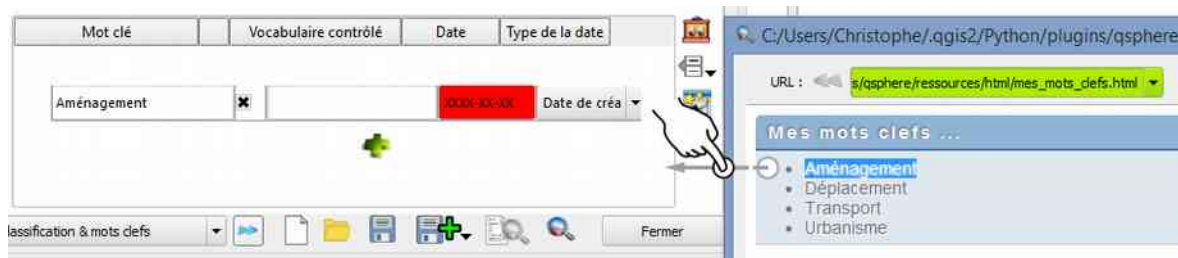 Mot clé Vocabulaire contrôlé Date Type de la date
Aménagement XXXX-XX-XX Date de créa
lassification & mots clefs Fermer
C:/Users/Christophe/.qgis2/Python/plugins/qsphere
URL : s/qsphere/ressources/html/mes_mots_clefs.html
Mes mots clefs ...
Aménagement
Déplacement
Transport
Urbanisme